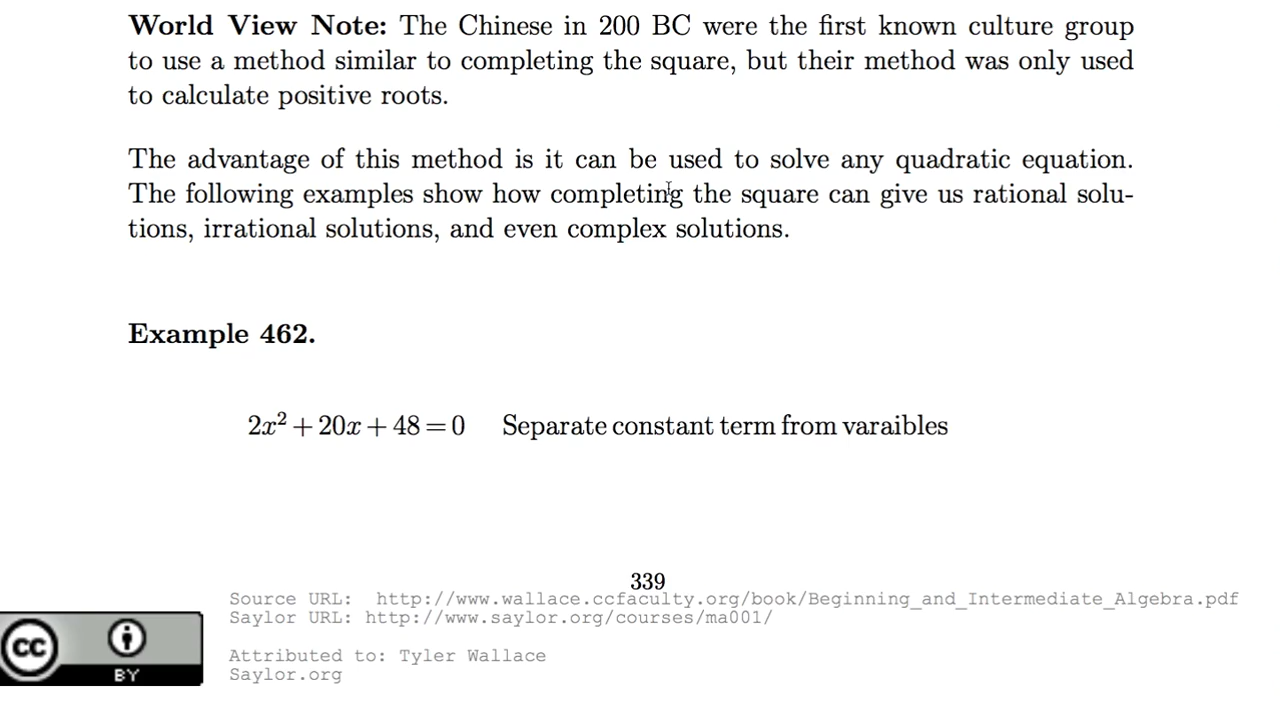 World View Note: The Chinese in 200 BC were the first known culture group
to use a method similar to completing the square, but their method was only used
to calculate positive roots.
The advantage of this method is it can be used to solve any quadratic equation.
The following examples show how completing the square can give us rational solu-
tions, irrational solutions, and even complex solutions.
Example 462.
2x² + 20x + 48 = 0 Separate constant term from varaibles
339
Source URL: http://www.wallace.ccfaculty.org/book/Beginning_and_Intermediate_Algebra.pdf
Saylor URL: http://www.saylor.org/courses/ma001/
Attributed to: Tyler Wallace
Saylor.org
cc
BY